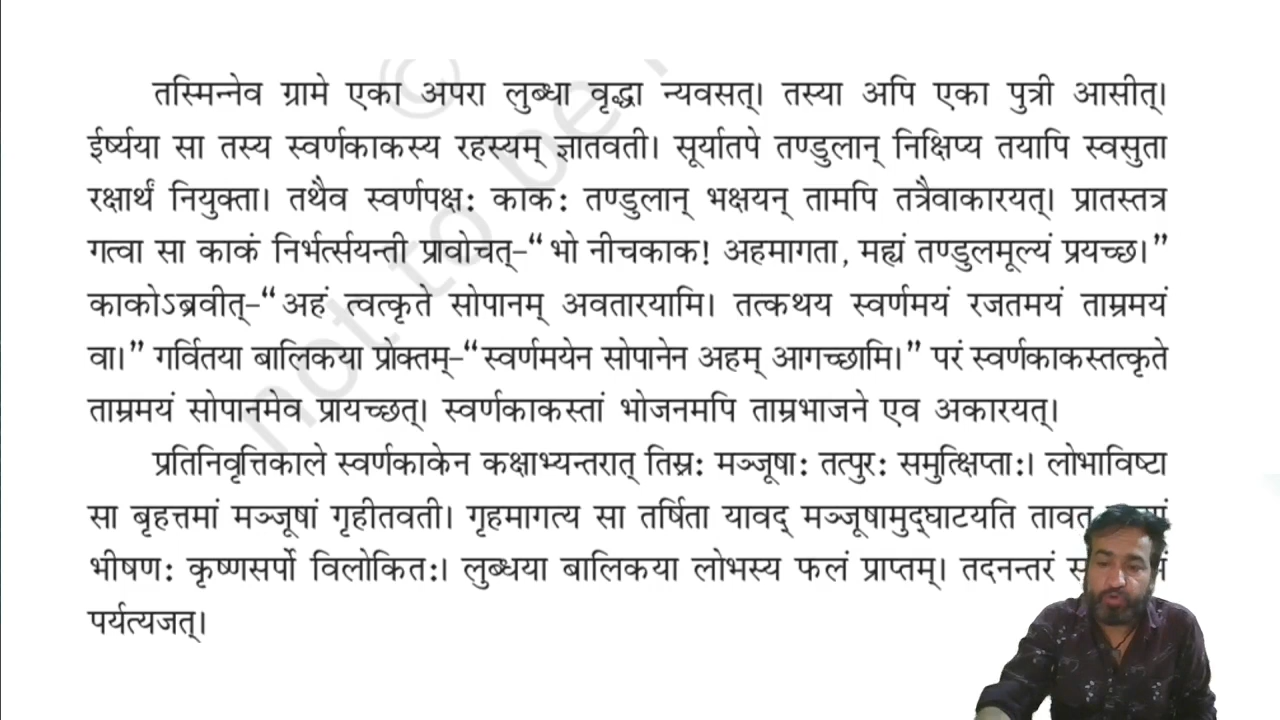 तस्मिन्नेव ग्रामे एका अपरा लुब्धा वृद्धा न्यवसत्। तस्या अपि एका पुत्री आसीत्।
ईर्ष्यया सा तस्य स्वर्णकाकस्य रहस्यम् ज्ञातवती। सूर्यातपे तण्डुलान् निक्षिप्य तयापि स्वसुता
रक्षार्थं नियुक्ता। तथैव स्वर्णपक्षः काकः तण्डुलान् भक्षयन् तामपि तत्रैवाकारयत्। प्रातस्तत्र
गत्वा सा काकं निर्भर्त्सयन्ती प्रावोचत्-“भो नीचकाक! अहमागता, मह्यं तण्डुलमूल्यं प्रयच्छ।”
काकोऽब्रवीत्-“अहं त्वत्कृते सोपानम् अवतारयामि। तत्कथय स्वर्णमयं रजतमयं ताम्रमयं
वा।” गर्वितया बालिकया प्रोक्तम्-“स्वर्णमयेन सोपानेन अहम् आगच्छामि।” परं स्वर्णकाकस्तत्कृते
ताम्रमयं सोपानमेव प्रायच्छत्। स्वर्णकाकस्तां भोजनमपि ताम्रभाजने एव अकारयत्।
प्रतिनिवृत्तिकाले स्वर्णकाकेन कक्षाभ्यन्तरात् तिस्रः मञ्जूषाः तत्पुरः समुत्क्षिप्ताः। लोभाविष्टा
सा बृहत्तमां मञ्जूषां गृहीतवती। गृहमागत्य सा तर्षिता यावद् मञ्जूषामुद्घाटयति तावत्
भीषणः कृष्णसर्पो विलोकितः। लुब्धया बालिकया लोभस्य फलं प्राप्तम्। तदनन्तरं
पर्यत्यजत्।
© not to be